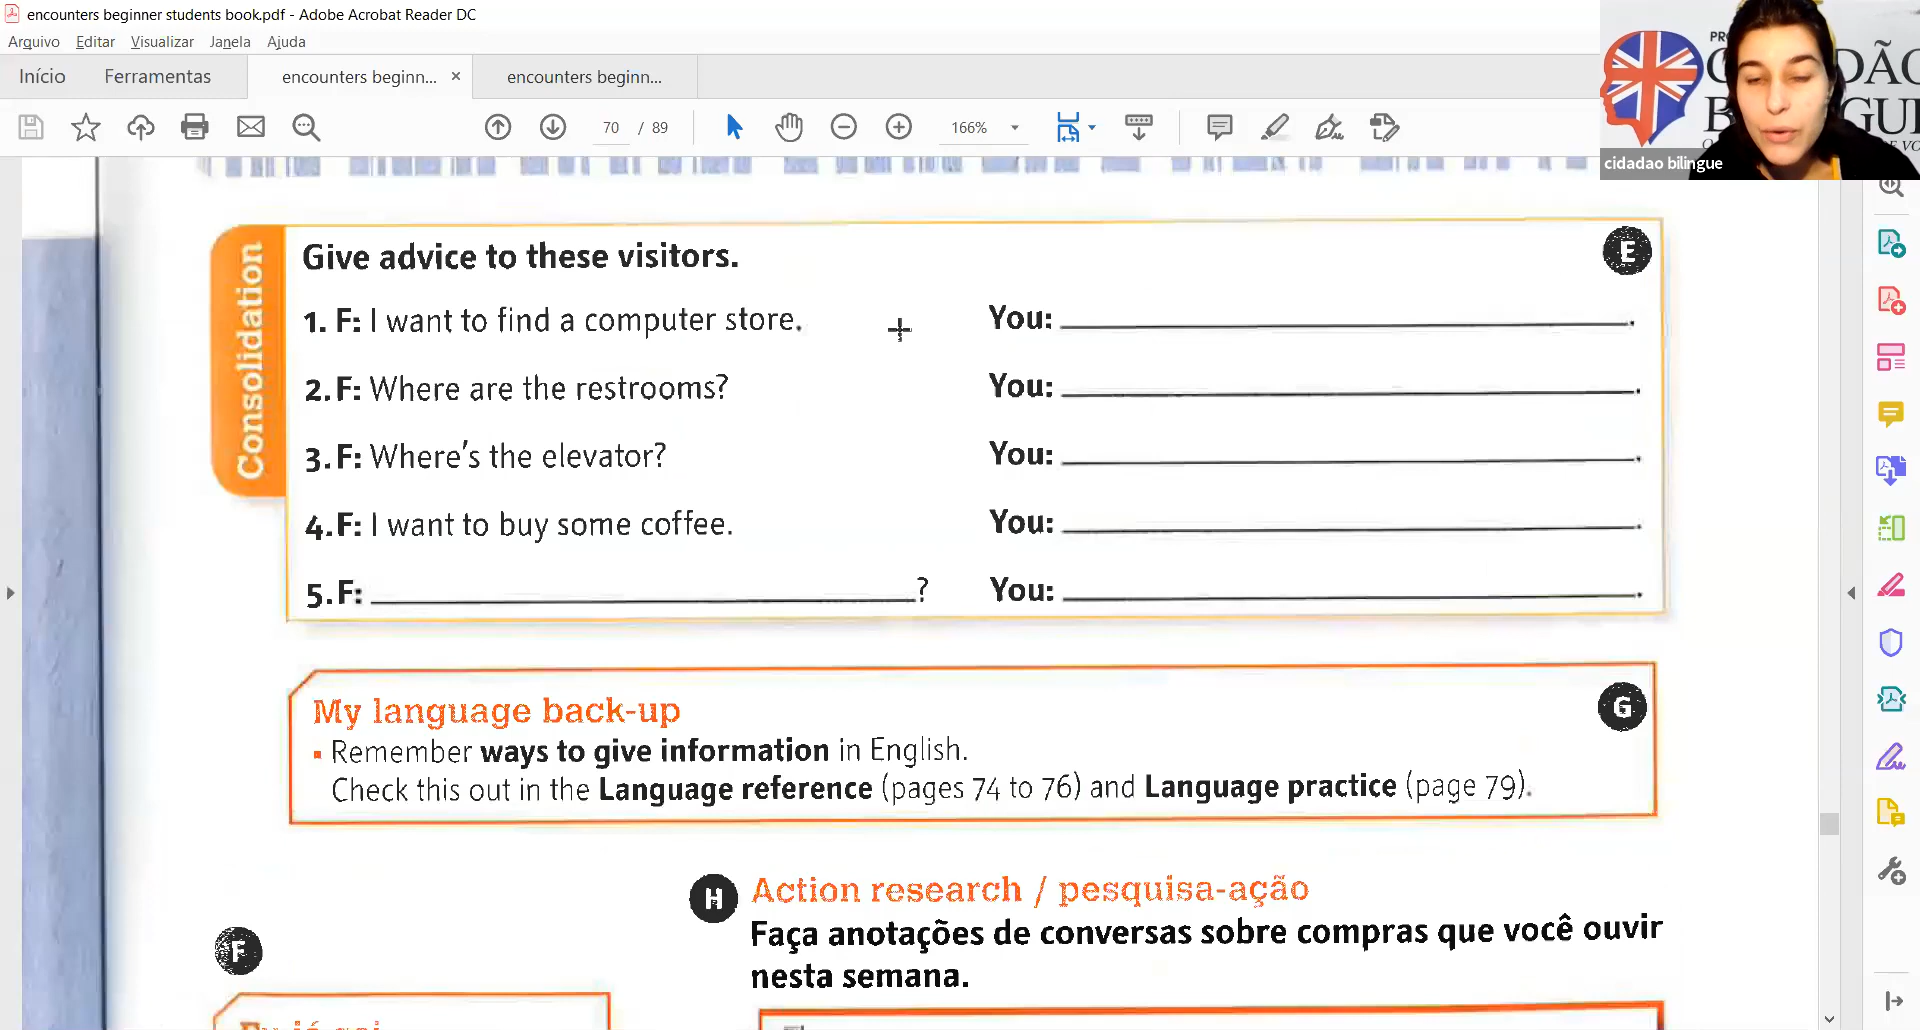 encounters beginner students book.pdf - Adobe Acrobat Reader DC
Arquivo Editar Visualizar Janela Ajuda
Início Ferramentas encounters beginn... × encounters beginn...
70 / 89 166%
cidadao bilingue
Consolidation
Give advice to these visitors. E
1. F: I want to find a computer store. You: .
2. F: Where are the restrooms? You: .
3. F: Where's the elevator? You: .
4. F: I want to buy some coffee. You: .
5. F: ? You: .
My language back-up G
▪ Remember ways to give information in English.
Check this out in the Language reference (pages 74 to 76) and Language practice (page 79).
H Action research / pesquisa-ação
Faça anotações de conversas sobre compras que você ouvir
nesta semana.
F